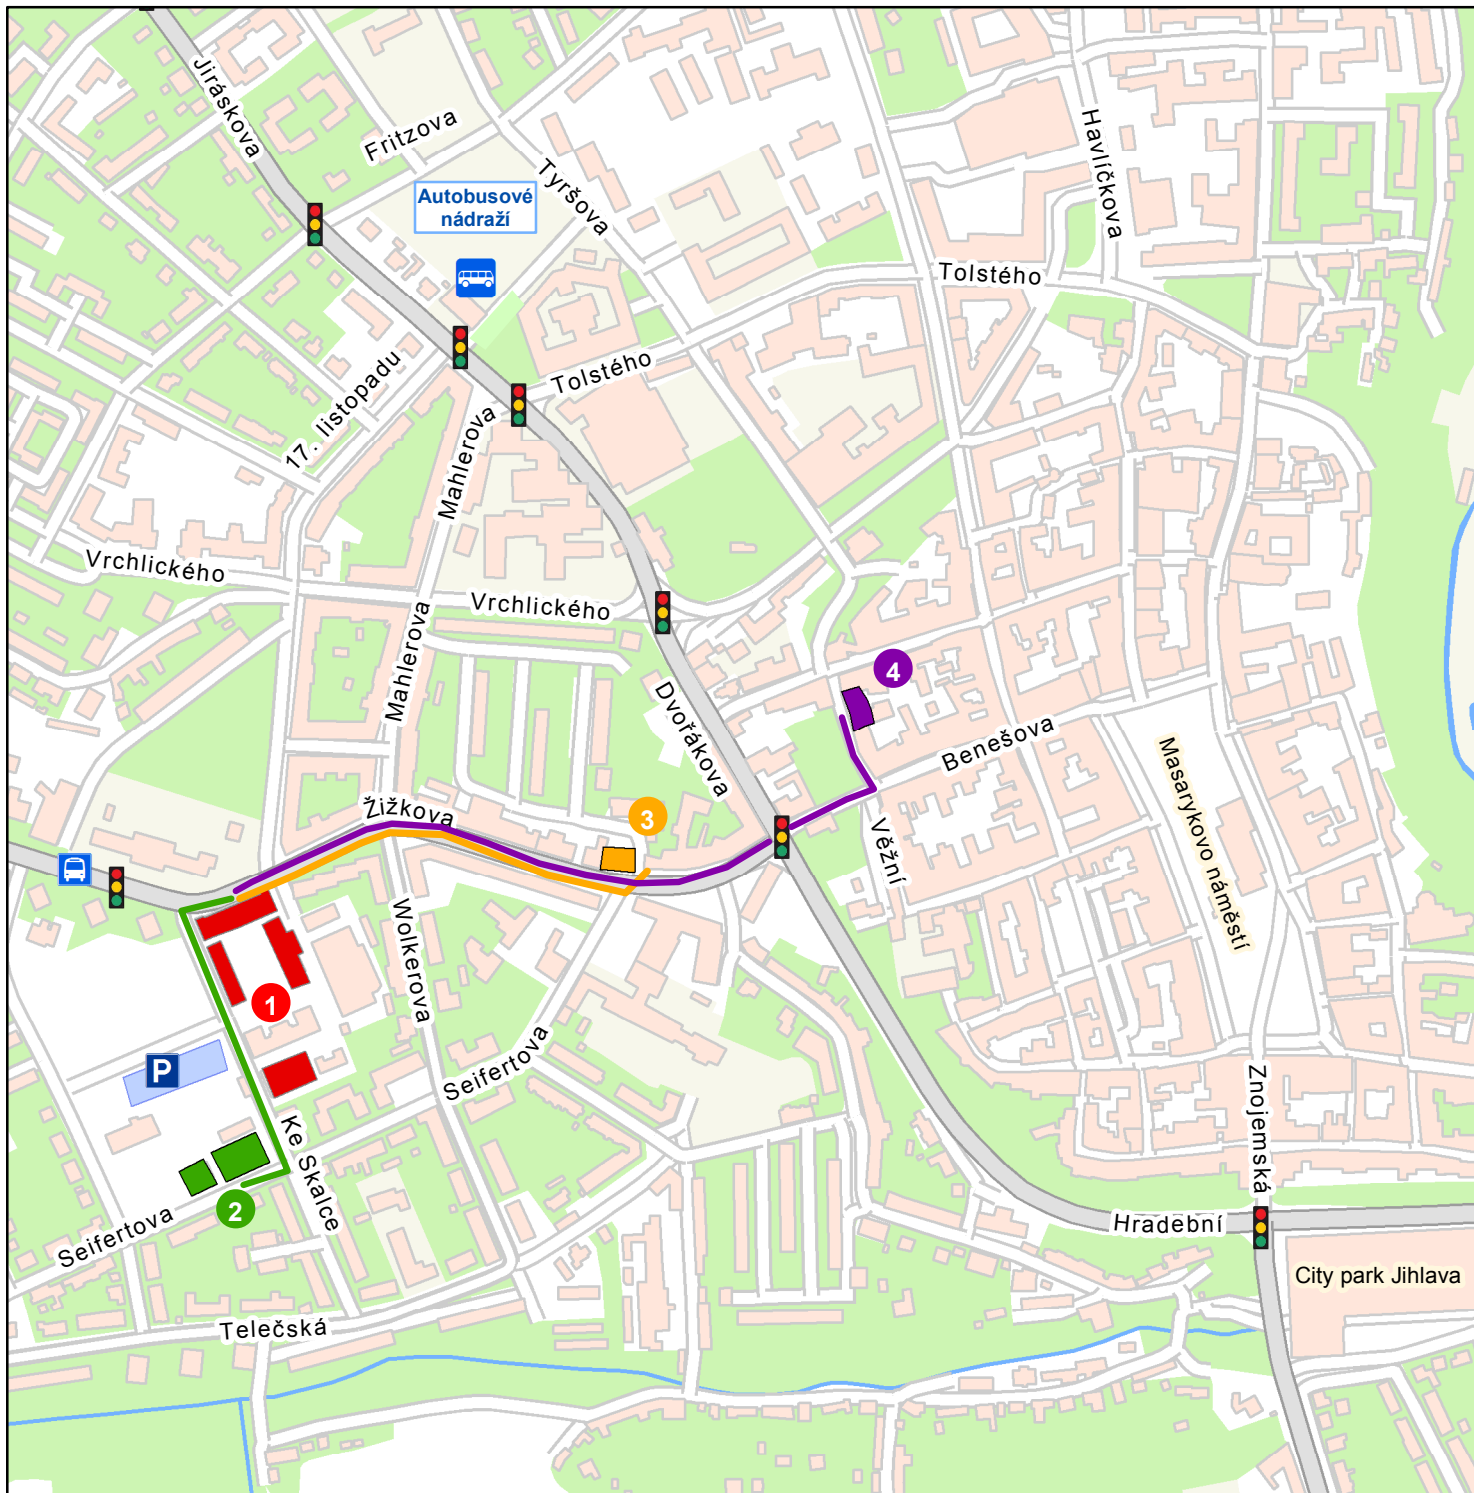 Jiráskova
Fritzova
Autobusové
nádraží
Tyršova
Havlíčkova
Tolstého
Tolstého
17. listopadu
Mahlerova
Vrchlického
Vrchlického
Mahlerova
4
Dvořákova
Benešova
Masarykovo náměstí
Žižkova
3
Věžní
Wolkerova
1
P
Seifertova
Ke Skalce
Znojemská
2
Seifertova
Hradební
City park Jihlava
Telečská